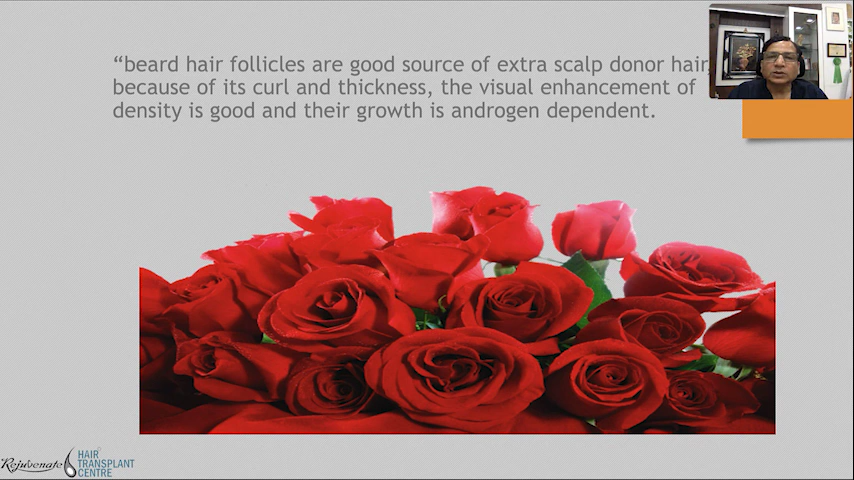 “beard hair follicles are good source of extra scalp donor hair,
because of its curl and thickness, the visual enhancement of
density is good and their growth is androgen dependent.
Rejuvenate HAIR
TRANSPLANT
CENTRE